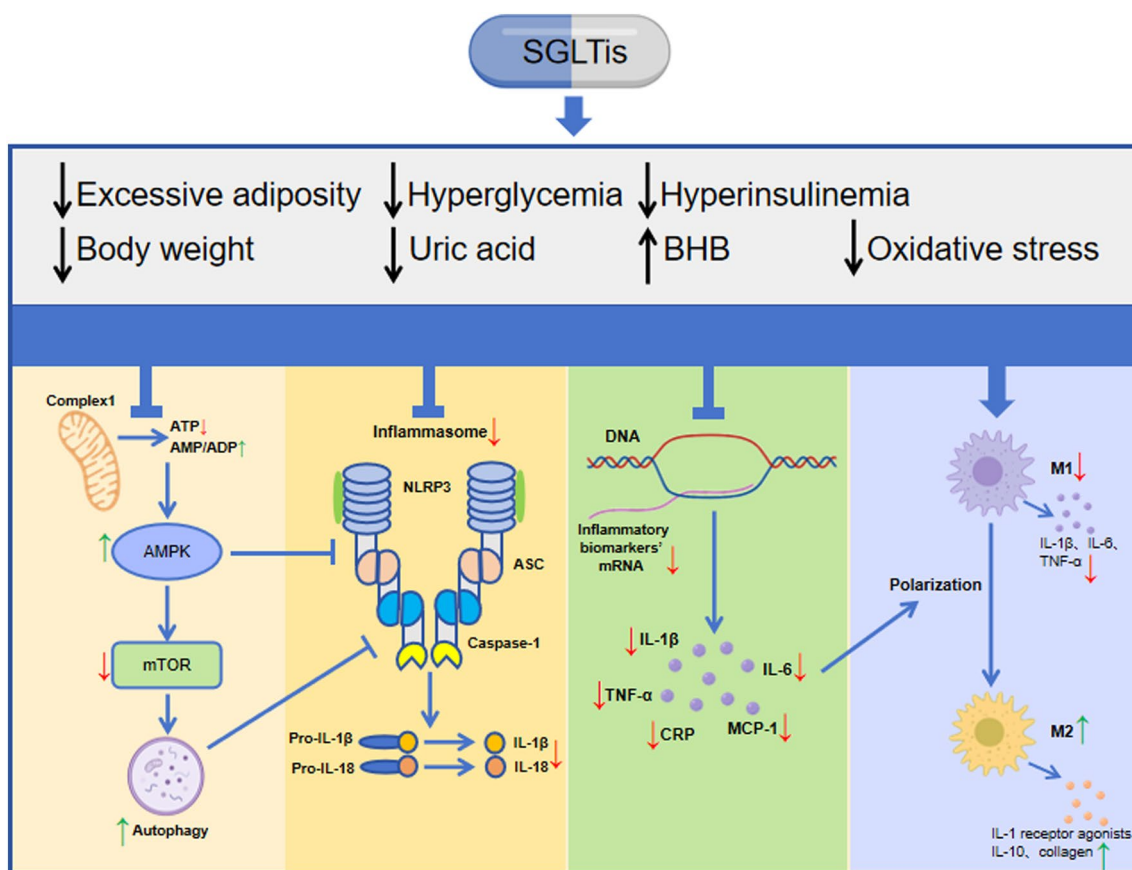 SGLTis
Excessive adiposity
Hyperglycemia
Hyperinsulinemia
Body weight
Uric acid
BHB
Oxidative stress
Complex1
ATP
AMP/ADP
AMPK
mTOR
Autophagy
Inflammasome
NLRP3
ASC
Caspase-1
Pro-IL-1β
IL-1β
Pro-IL-18
IL-18
DNA
Inflammatory
biomarkers'
mRNA
IL-1β
IL-6
TNF-α
MCP-1
CRP
Polarization
M1
IL-1β、IL-6、
TNF-α
M2
IL-1 receptor agonists
IL-10、collagen